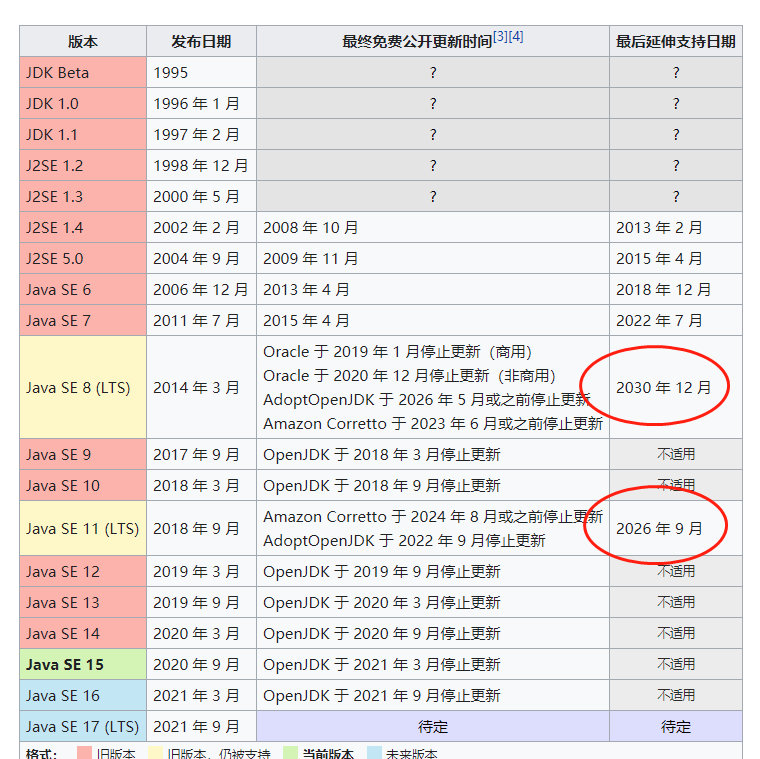 版本 发布日期 最终免费公开更新时间[3][4] 最后延伸支持日期
JDK Beta 1995 ? ?
JDK 1.0 1996 年 1 月 ? ?
JDK 1.1 1997 年 2 月 ? ?
J2SE 1.2 1998 年 12 月 ? ?
J2SE 1.3 2000 年 5 月 ? ?
J2SE 1.4 2002 年 2 月 2008 年 10 月 2013 年 2 月
J2SE 5.0 2004 年 9 月 2009 年 11 月 2015 年 4 月
Java SE 6 2006 年 12 月 2013 年 4 月 2018 年 12 月
Java SE 7 2011 年 7 月 2015 年 4 月 2022 年 7 月
Java SE 8 (LTS) 2014 年 3 月
Oracle 于 2019 年 1 月停止更新（商用）
Oracle 于 2020 年 12 月停止更新（非商用）
AdoptOpenJDK 于 2026 年 5 月或之前停止更新
Amazon Corretto 于 2023 年 6 月或之前停止更新
2030 年 12 月
Java SE 9 2017 年 9 月 OpenJDK 于 2018 年 3 月停止更新 不适用
Java SE 10 2018 年 3 月 OpenJDK 于 2018 年 9 月停止更新 不适用
Java SE 11 (LTS) 2018 年 9 月
Amazon Corretto 于 2024 年 8 月或之前停止更新
AdoptOpenJDK 于 2022 年 9 月停止更新
2026 年 9 月
Java SE 12 2019 年 3 月 OpenJDK 于 2019 年 9 月停止更新 不适用
Java SE 13 2019 年 9 月 OpenJDK 于 2020 年 3 月停止更新 不适用
Java SE 14 2020 年 3 月 OpenJDK 于 2020 年 9 月停止更新 不适用
Java SE 15 2020 年 9 月 OpenJDK 于 2021 年 3 月停止更新 不适用
Java SE 16 2021 年 3 月 OpenJDK 于 2021 年 9 月停止更新 不适用
Java SE 17 (LTS) 2021 年 9 月 待定 待定
格式： 旧版本 旧版本，仍被支持 当前版本 未来版本